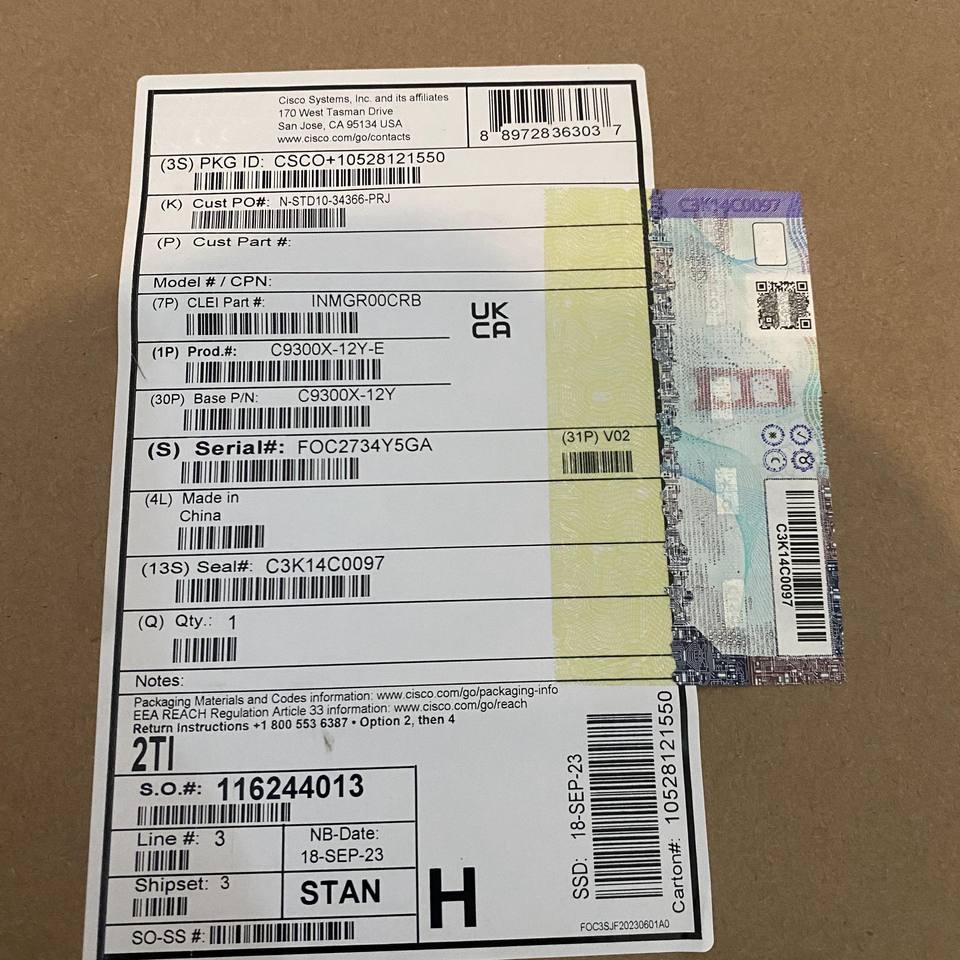 Cisco Systems, Inc. and its affiliates
170 West Tasman Drive
San Jose, CA 95134 USA
www.cisco.com/go/contacts
8 8972836303 7
(3S) PKG ID: CSCO+10528121550
(K) Cust PO#: N-STD10-34366-PRJ
(P) Cust Part #:
Model # / CPN:
(7P) CLEI Part #: INMGR00CRB
UK
CA
(1P) Prod.#: C9300X-12Y-E
(30P) Base P/N: C9300X-12Y
(S) Serial#: FOC2734Y5GA
(31P) V02
(4L) Made in
China
(13S) Seal#: C3K14C0097
(Q) Qty.: 1
Notes:
Packaging Materials and Codes information: www.cisco.com/go/packaging-info
EEA REACH Regulation Article 33 information: www.cisco.com/go/reach
Return Instructions +1 800 553 6387 • Option 2, then 4
2TI
S.O.#: 116244013
Line #: 3
NB-Date:
18-SEP-23
Shipset: 3
STAN
SO-SS #:
H
SSD: 18-SEP-23
Carton#: 10528121550
FOC3SJF20230601A0
C3K14C0097
C3K14C0097